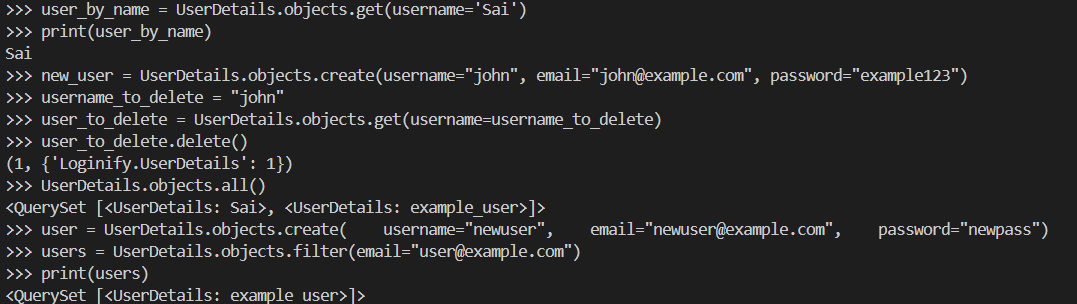 >>> user_by_name = UserDetails.objects.get(username='Sai')
>>> print(user_by_name)
Sai
>>> new_user = UserDetails.objects.create(username="john", email="john@example.com", password="example123")
>>> username_to_delete = "john"
>>> user_to_delete = UserDetails.objects.get(username=username_to_delete)
>>> user_to_delete.delete()
(1, {'Loginify.UserDetails': 1})
>>> UserDetails.objects.all()
<QuerySet [<UserDetails: Sai>, <UserDetails: example_user>]>
>>> user = UserDetails.objects.create(    username="newuser",    email="newuser@example.com",    password="newpass")
>>> users = UserDetails.objects.filter(email="user@example.com")
>>> print(users)
<QuerySet [<UserDetails: example_user>]>